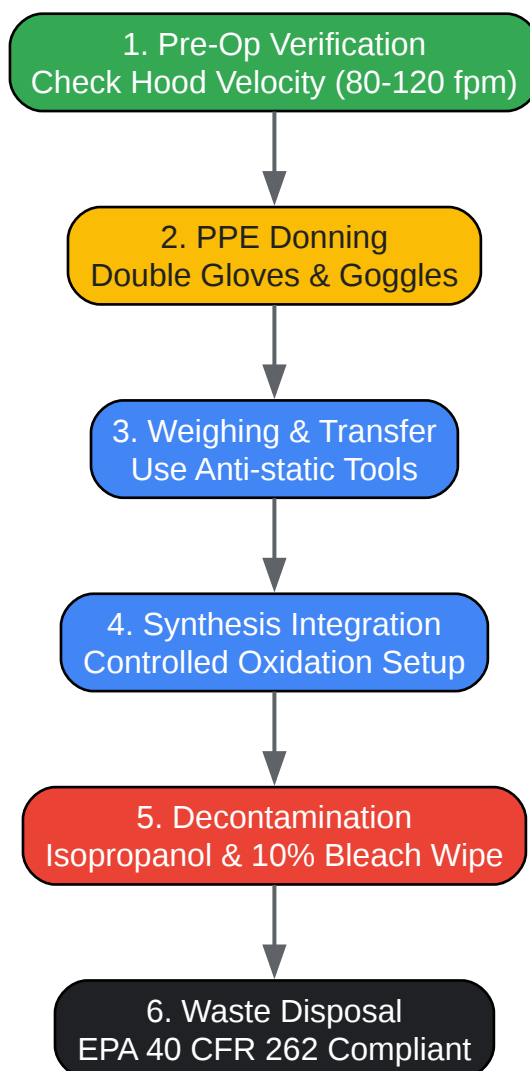 1. Pre-Op Verification
Check Hood Velocity (80-120 fpm)
2. PPE Donning
Double Gloves & Goggles
3. Weighing & Transfer
Use Anti-static Tools
4. Synthesis Integration
Controlled Oxidation Setup
5. Decontamination
Isopropanol & 10% Bleach Wipe
6. Waste Disposal
EPA 40 CFR 262 Compliant